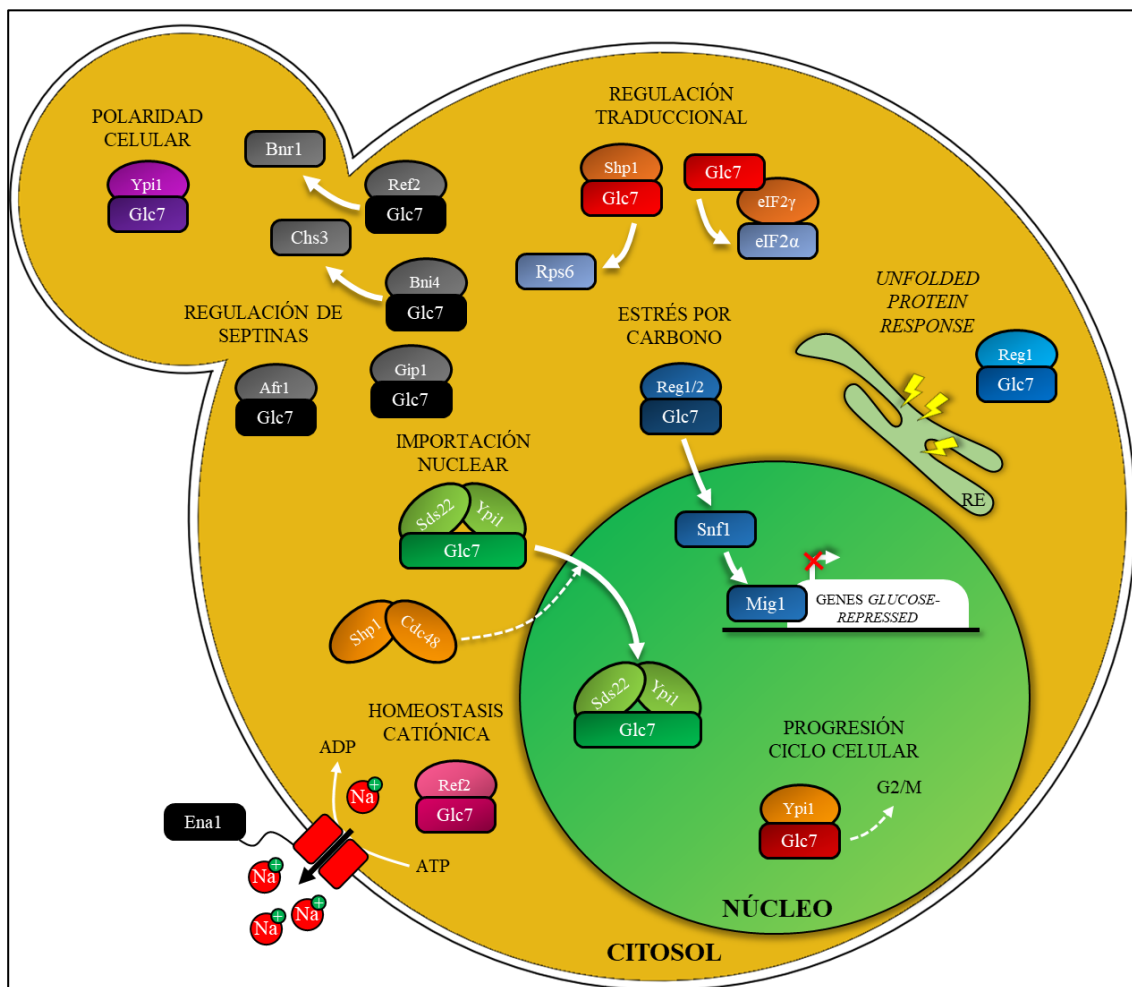 POLARIDAD
CELULAR
Ypi1
Glc7
Bnr1
Ref2
Glc7
Chs3
Bni4
Glc7
REGULACIÓN DE
SEPTINAS
Afr1
Glc7
Gip1
Glc7
REGULACIÓN
TRADUCCIONAL
Shp1
Glc7
Rps6
Glc7
eIF2γ
eIF2α
UNFOLDED
PROTEIN
RESPONSE
Reg1
Glc7
RE
ESTRÉS POR
CARBONO
Reg1/2
Glc7
Snf1
Mig1
GENES GLUCOSE-
REPRESSED
IMPORTACIÓN
NUCLEAR
Sds22
Ypi1
Glc7
Shp1
Cdc48
Sds22
Ypi1
Glc7
HOMEOSTASIS
CATIÓNICA
Ref2
Glc7
ADP
Na+
Ena1
ATP
Na+
Na+
Na+
PROGRESIÓN
CICLO CELULAR
G2/M
Ypi1
Glc7
NÚCLEO
CITOSOL